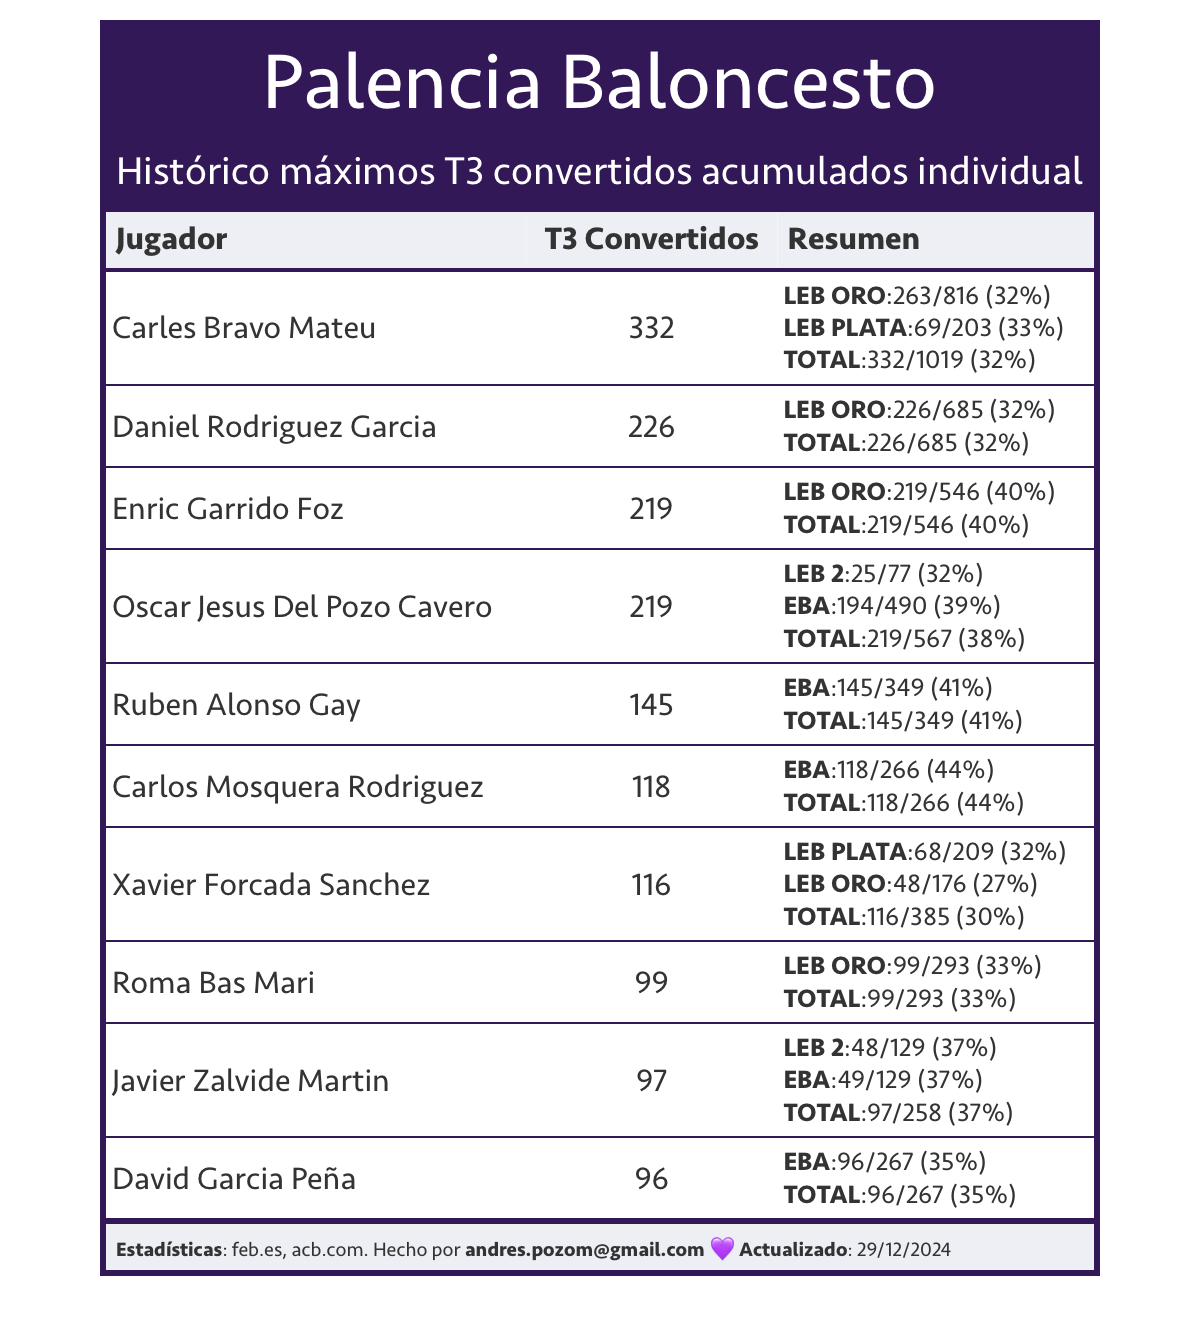 Palencia Baloncesto
Histórico máximos T3 convertidos acumulados individual
Jugador T3 Convertidos Resumen
Carles Bravo Mateu 332
LEB ORO:263/816 (32%)
LEB PLATA:69/203 (33%)
TOTAL:332/1019 (32%)
Daniel Rodriguez Garcia 226
LEB ORO:226/685 (32%)
TOTAL:226/685 (32%)
Enric Garrido Foz 219
LEB ORO:219/546 (40%)
TOTAL:219/546 (40%)
Oscar Jesus Del Pozo Cavero 219
LEB 2:25/77 (32%)
EBA:194/490 (39%)
TOTAL:219/567 (38%)
Ruben Alonso Gay 145
EBA:145/349 (41%)
TOTAL:145/349 (41%)
Carlos Mosquera Rodriguez 118
EBA:118/266 (44%)
TOTAL:118/266 (44%)
Xavier Forcada Sanchez 116
LEB PLATA:68/209 (32%)
LEB ORO:48/176 (27%)
TOTAL:116/385 (30%)
Roma Bas Mari 99
LEB ORO:99/293 (33%)
TOTAL:99/293 (33%)
Javier Zalvide Martin 97
LEB 2:48/129 (37%)
EBA:49/129 (37%)
TOTAL:97/258 (37%)
David Garcia Peña 96
EBA:96/267 (35%)
TOTAL:96/267 (35%)
Estadísticas: feb.es, acb.com. Hecho por andres.pozom@gmail.com 💜 Actualizado: 29/12/2024